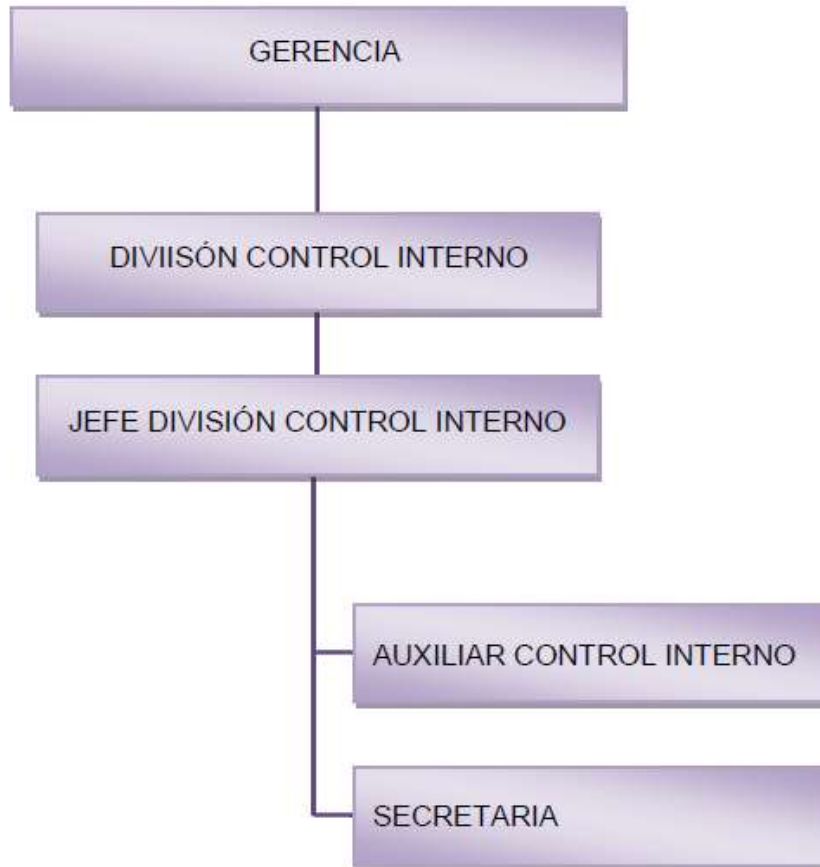 GERENCIA
DIVIISÓN CONTROL INTERNO
JEFE DIVISIÓN CONTROL INTERNO
AUXILIAR CONTROL INTERNO
SECRETARIA